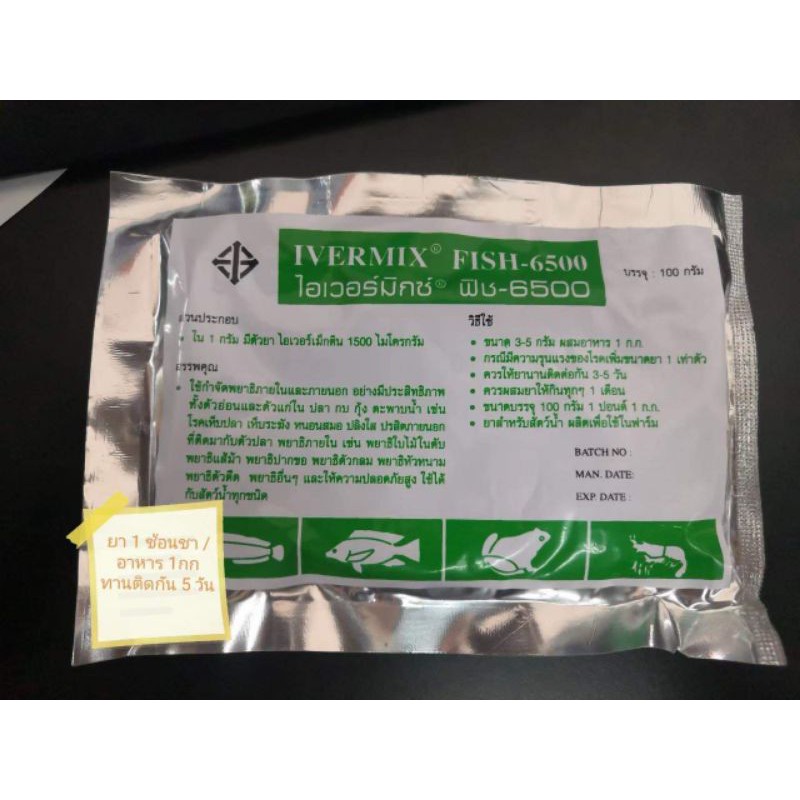 IVERMIX® FISH-6500
ไอเวอร์มิกซ์® ฟิช-6500
บรรจุ : 100 กรัม
ส่วนประกอบ
• ใน 1 กรัม มีตัวยา ไอเวอร์เม็กติน 1500 ไมโครกรัม
สรรพคุณ
• ใช้กำจัดพยาธิภายในและภายนอก อย่างมีประสิทธิภาพ
ทั้งตัวอ่อนและตัวแก่ใน ปลา กบ กุ้ง ตะพาบน้ำ เช่น
โรคเห็บปลา เห็บระฆัง หนอนสมอ ปลิงใส ปรสิตภายนอก
ที่ติดมากับตัวปลา พยาธิภายใน เช่น พยาธิใบไม้ในตับ
พยาธิแส้ม้า พยาธิปากขอ พยาธิตัวกลม พยาธิหัวหนาม
พยาธิตัวตืด พยาธิอื่นๆ และให้ความปลอดภัยสูง ใช้ได้
กับสัตว์น้ำทุกชนิด
วิธีใช้
• ขนาด 3-5 กรัม ผสมอาหาร 1 ก.ก.
• กรณีมีความรุนแรงของโรคเพิ่มขนาดยา 1 เท่าตัว
• ควรให้ยานานติดต่อกัน 3-5 วัน
• ควรผสมยาให้กินทุกๆ 1 เดือน
• ขนาดบรรจุ 100 กรัม 1 ปอนด์ 1 ก.ก.
• ยาสำหรับสัตว์น้ำ ผลิตเพื่อใช้ในฟาร์ม
BATCH NO :
MAN. DATE:
EXP. DATE :
ยา 1 ช้อนชา /
อาหาร 1กก
ทานติดกัน 5 วัน